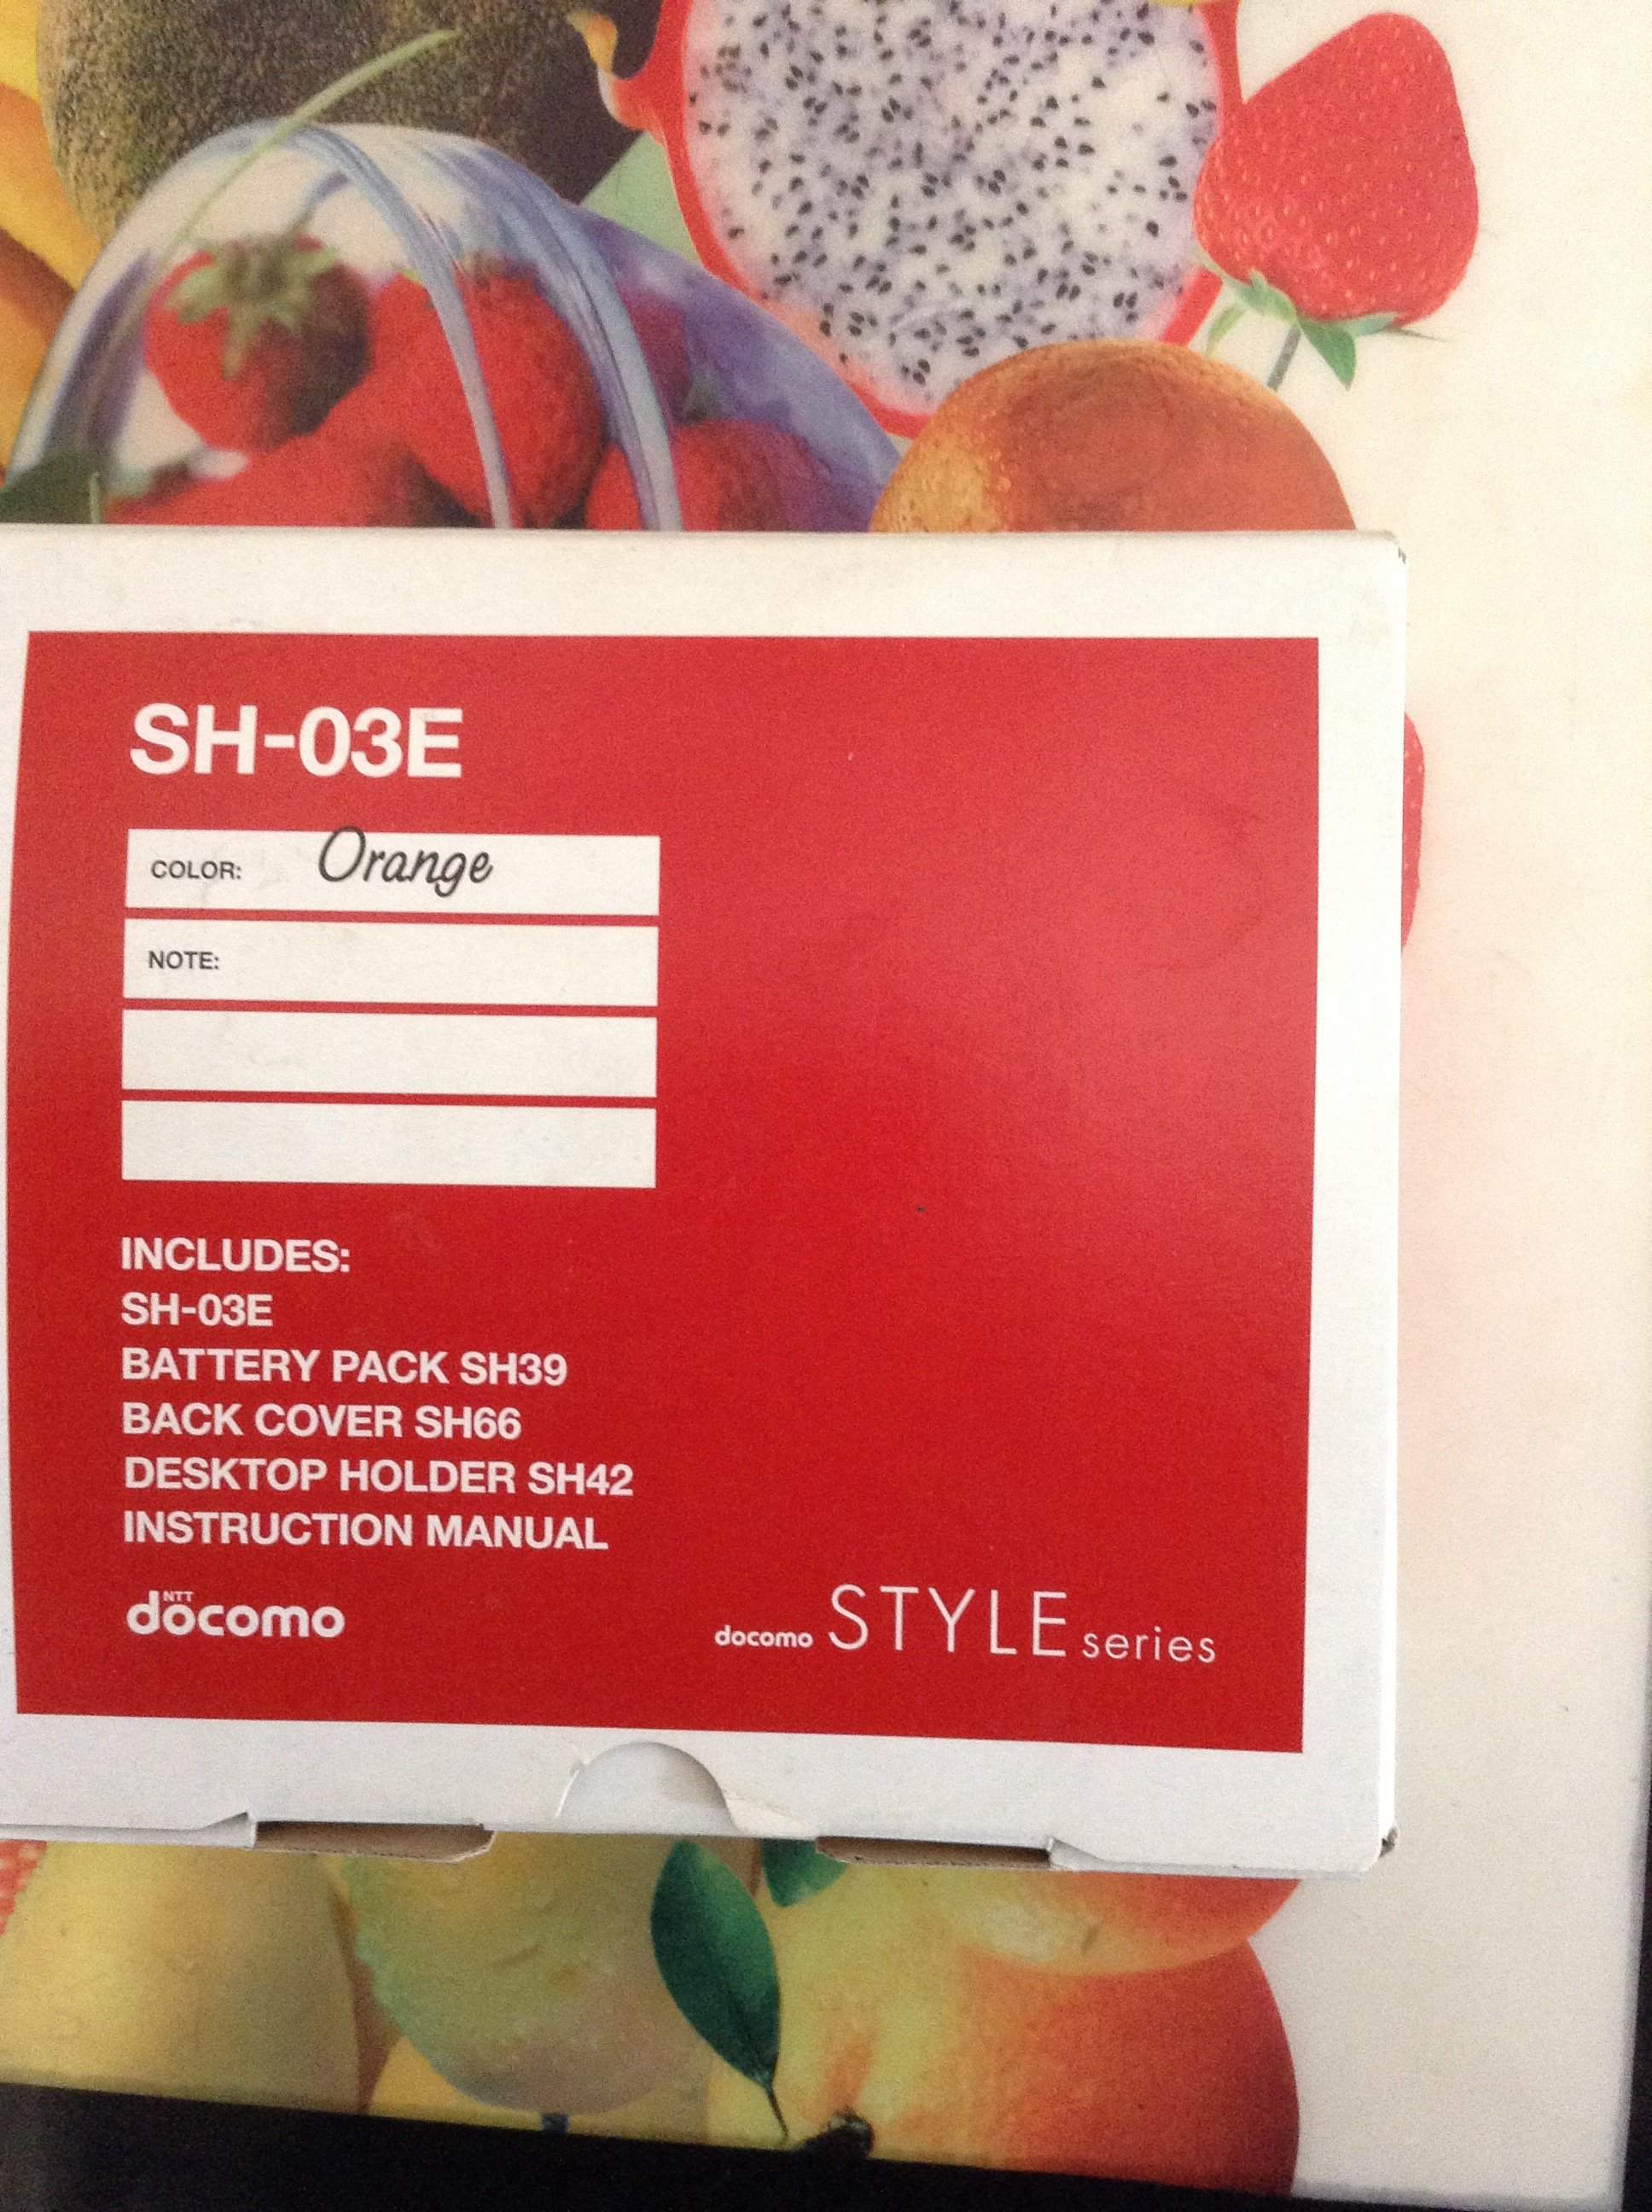 SH-03E
COLOR: Orange
NOTE:
INCLUDES:
SH-03E
BATTERY PACK SH39
BACK COVER SH66
DESKTOP HOLDER SH42
INSTRUCTION MANUAL
NTT
docomo
docomo STYLE series